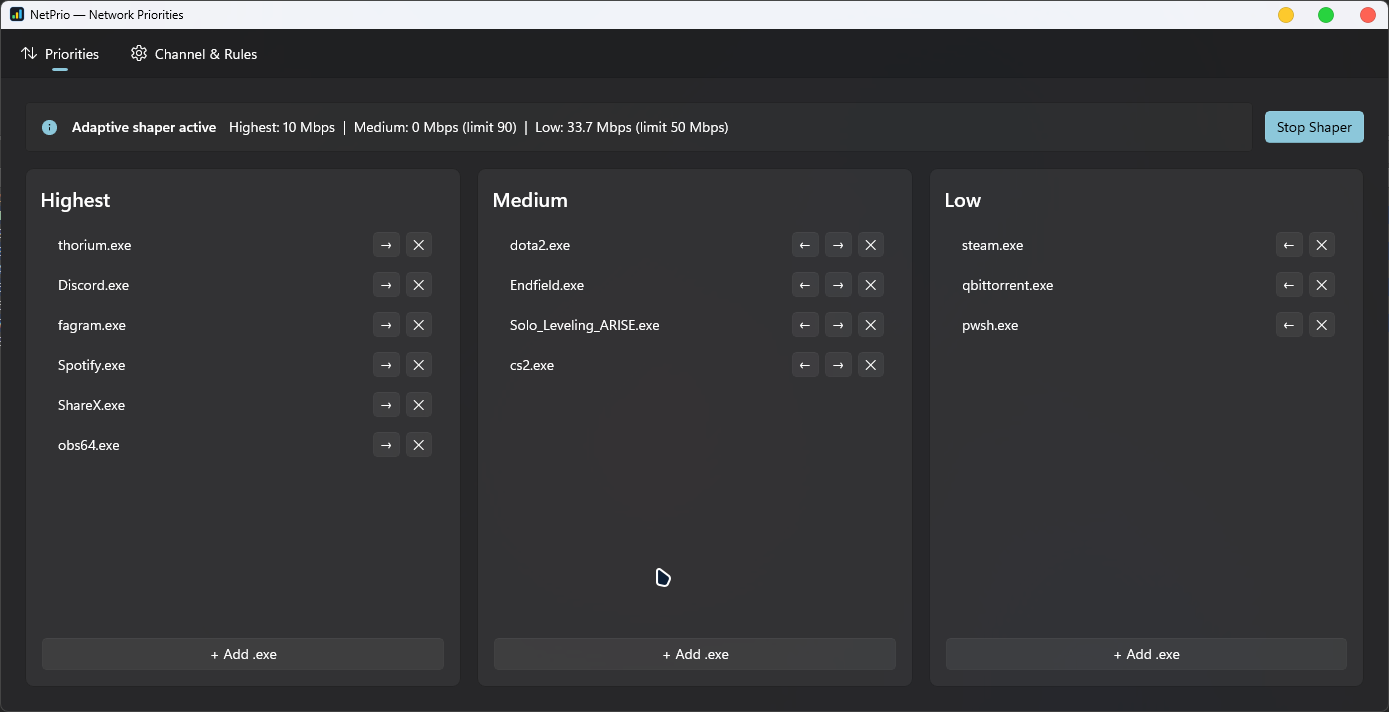 NetPrio — Network Priorities
Priorities
Channel & Rules
Adaptive shaper active Highest: 10 Mbps | Medium: 0 Mbps (limit 90) | Low: 33.7 Mbps (limit 50 Mbps)
Stop Shaper
Highest
thorium.exe
Discord.exe
fagram.exe
Spotify.exe
ShareX.exe
obs64.exe
+ Add .exe
Medium
dota2.exe
Endfield.exe
Solo_Leveling_ARISE.exe
cs2.exe
+ Add .exe
Low
steam.exe
qbittorrent.exe
pwsh.exe
+ Add .exe